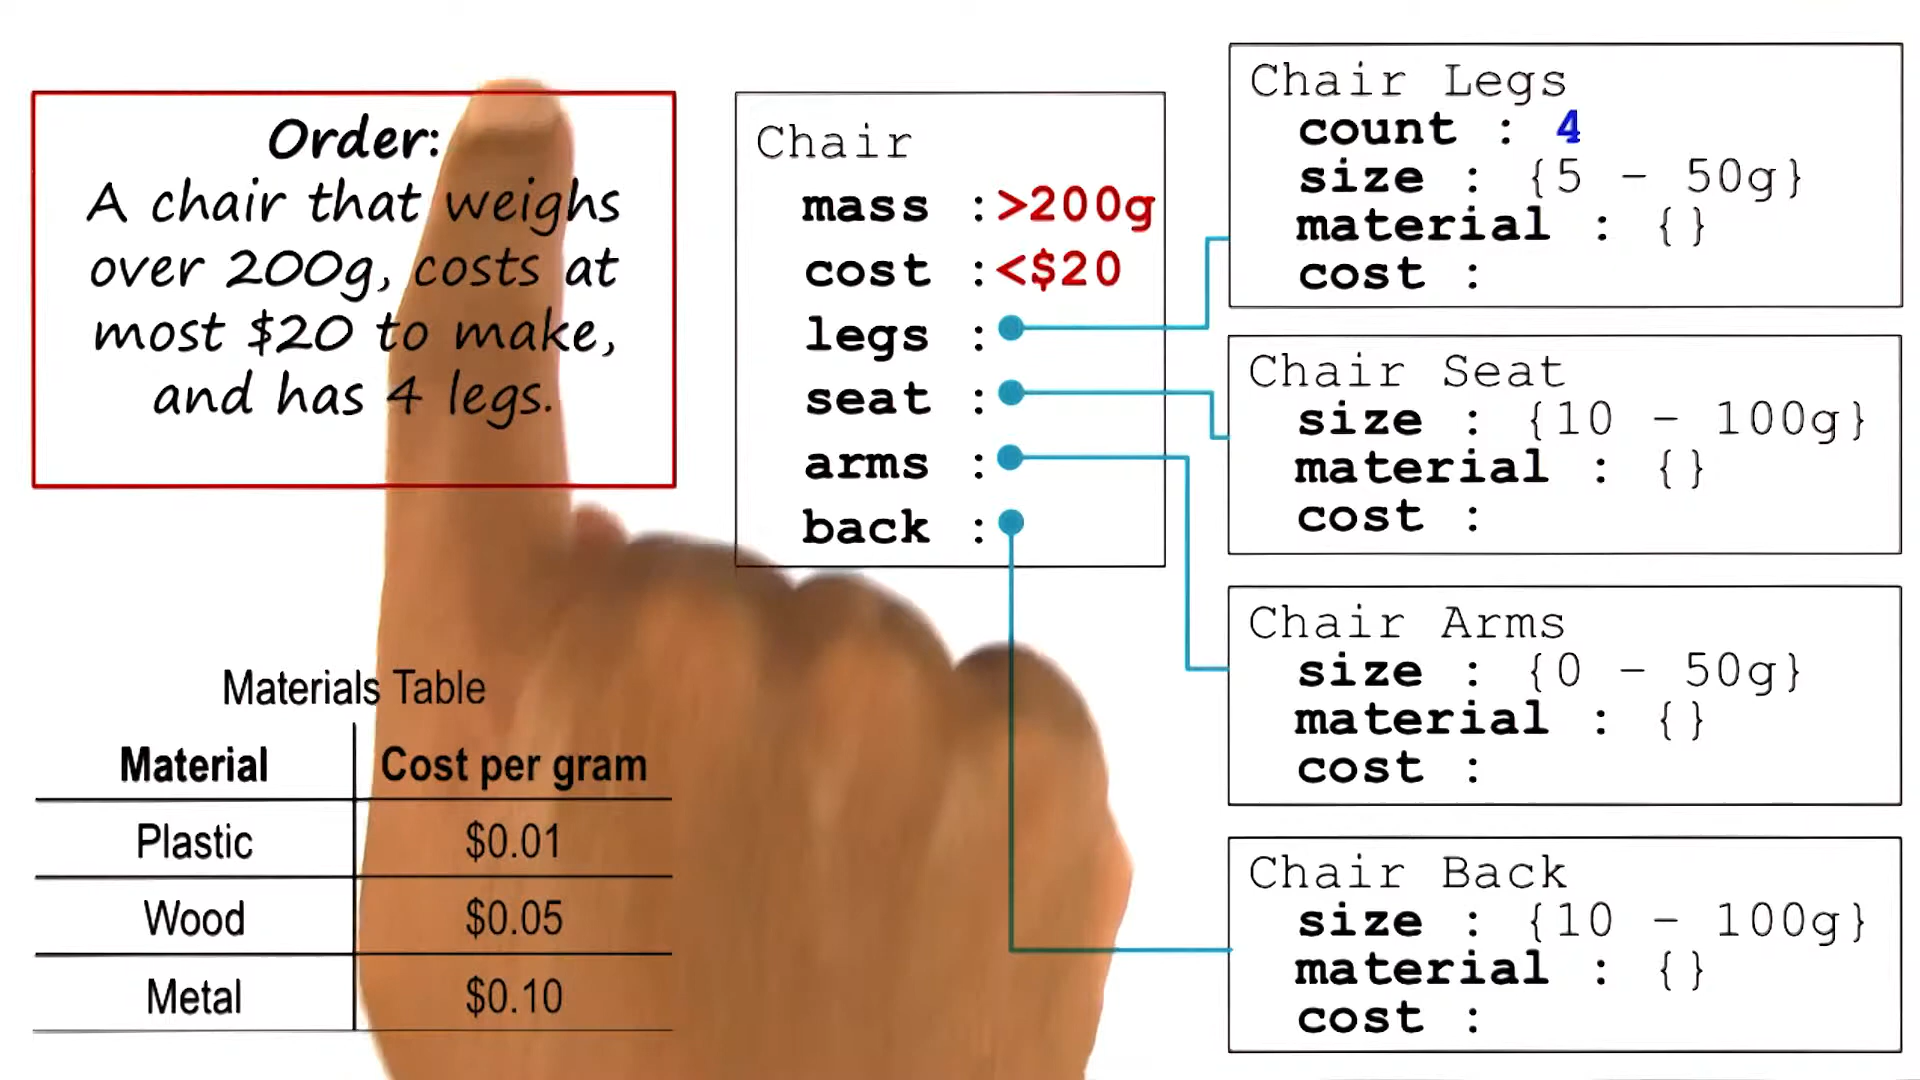 Order:
A chair that weighs
over 200g, costs at
most $20 to make,
and has 4 legs.
Materials Table
Material Cost per gram
Plastic $0.01
Wood $0.05
Metal $0.10
Chair
mass :>200g
cost :<$20
legs :
seat :
arms :
back :
Chair Legs
count : 4
size : {5 - 50g}
material : {}
cost :
Chair Seat
size : {10 - 100g}
material : {}
cost :
Chair Arms
size : {0 - 50g}
material : {}
cost :
Chair Back
size : {10 - 100g}
material : {}
cost :